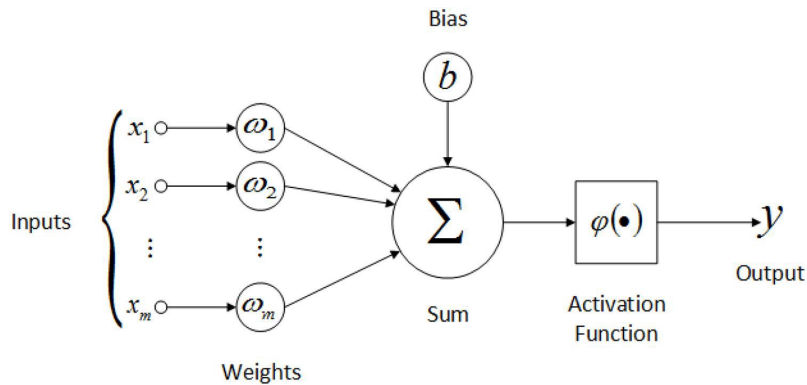 Bias
b
x₁ ω₁
x₂ ω₂
Inputs
⋮ ⋮
Σ φ(•) y
xₘ ωₘ
Output
Sum
Activation
Function
Weights